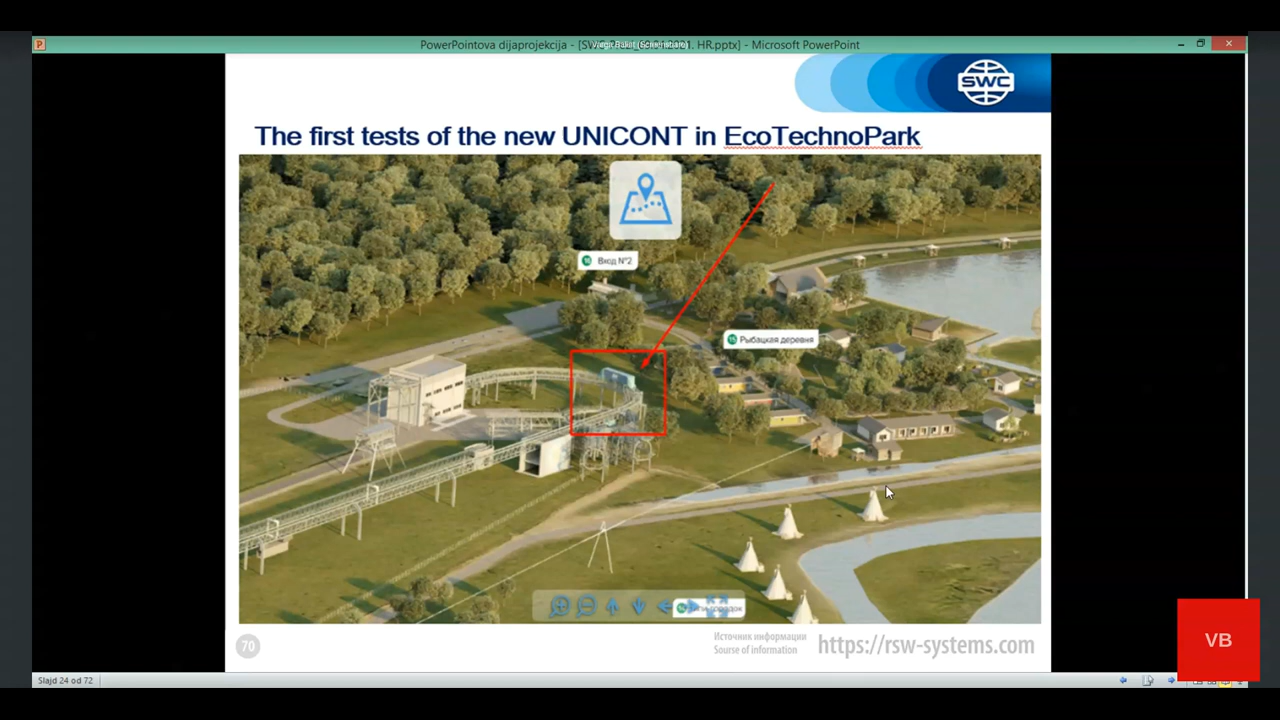 PowerPointova dijaprojekcija - [SW HR.pptx] - Microsoft PowerPoint
SWC
The first tests of the new UNICONT in EcoTechnoPark
Вход №2
Рыбацкая деревня
70
Источник информации
Sourse of information
https://rsw-systems.com
VB
Slajd 24 od 72